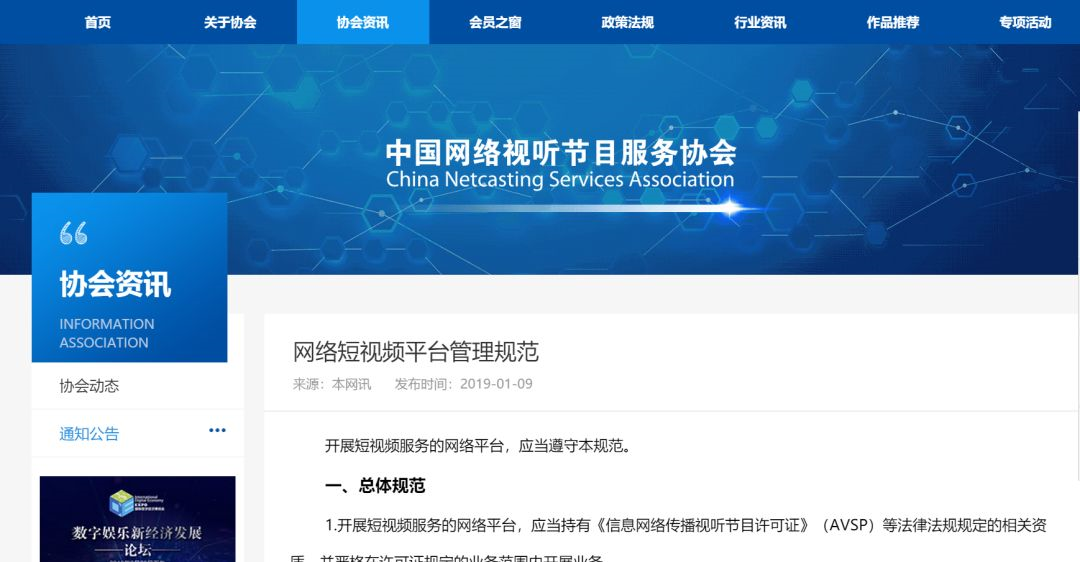 首页 关于协会 协会资讯 会员之窗 政策法规 行业资讯 作品推荐 专项活动
中国网络视听节目服务协会
China Netcasting Services Association
协会资讯
INFORMATION
ASSOCIATION
协会动态
通知公告
数字娱乐新经济发展
论坛
网络短视频平台管理规范
来源：本网讯 发布时间：2019-01-09
开展短视频服务的网络平台，应当遵守本规范。
一、总体规范
1.开展短视频服务的网络平台，应当持有《信息网络传播视听节目许可证》（AVSP）等法律法规规定的相关资
质，并严格在许可证规定的业务范围内开展业务。